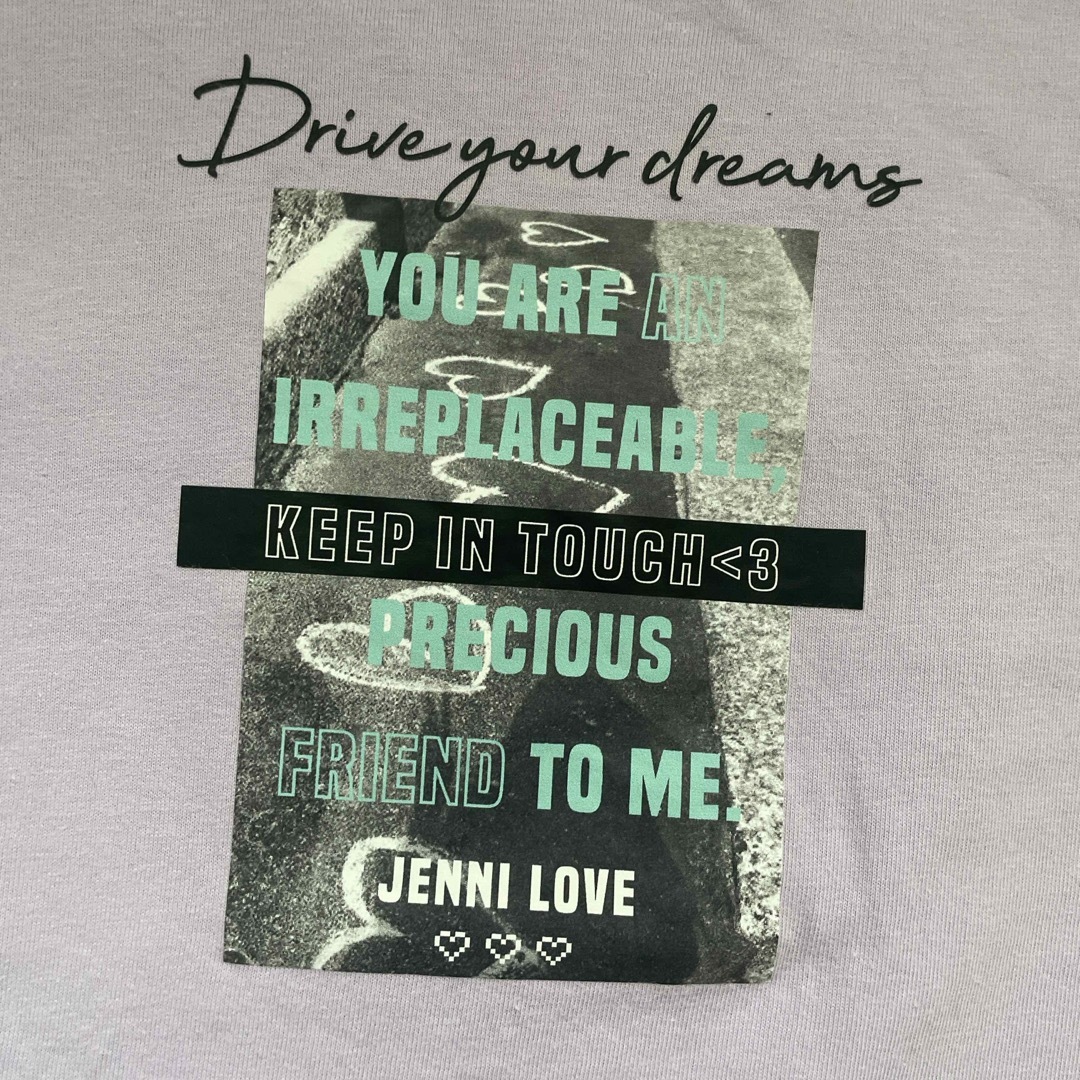 Drive your dreams
YOU ARE AN
IRREPLACEABLE,
KEEP IN TOUCH<3
PRECIOUS
FRIEND TO ME.
JENNI LOVE